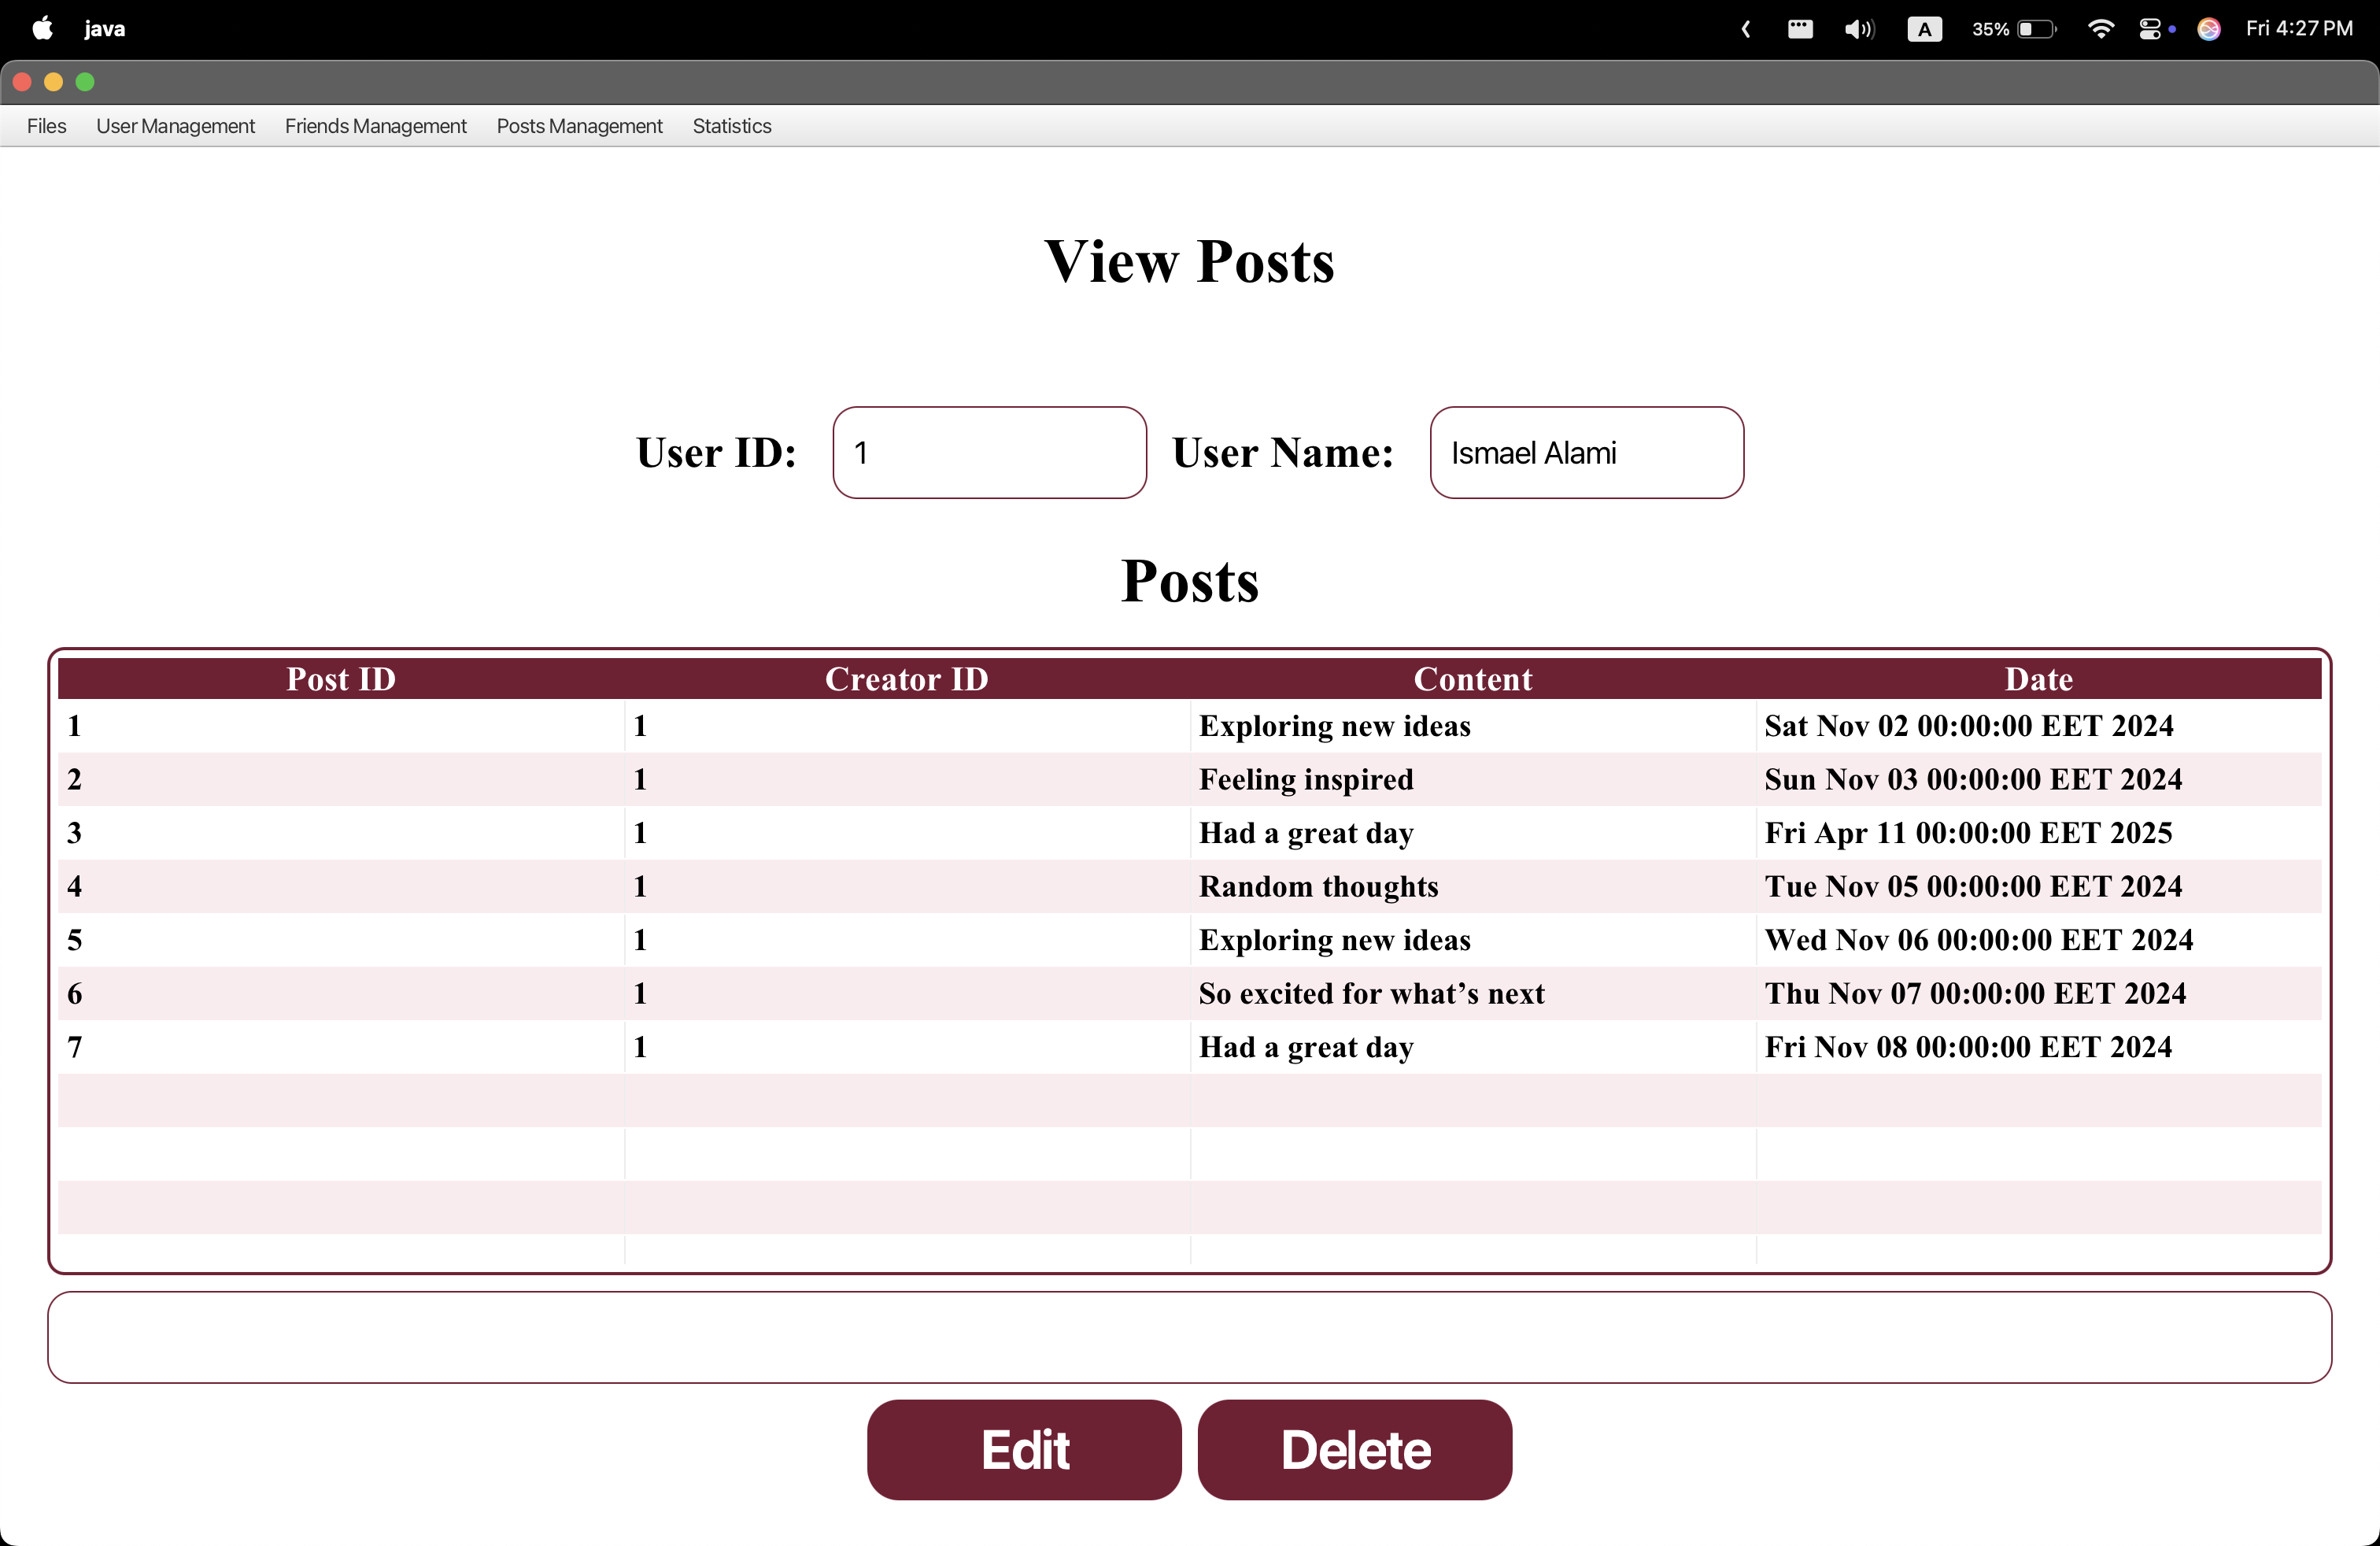 java
A
35%
Fri 4:27 PM
Files User Management Friends Management Posts Management Statistics
View Posts
User ID: 1 User Name: Ismael Alami
Posts
Post ID Creator ID Content Date
1 1 Exploring new ideas Sat Nov 02 00:00:00 EET 2024
2 1 Feeling inspired Sun Nov 03 00:00:00 EET 2024
3 1 Had a great day Fri Apr 11 00:00:00 EET 2025
4 1 Random thoughts Tue Nov 05 00:00:00 EET 2024
5 1 Exploring new ideas Wed Nov 06 00:00:00 EET 2024
6 1 So excited for what’s next Thu Nov 07 00:00:00 EET 2024
7 1 Had a great day Fri Nov 08 00:00:00 EET 2024
Edit Delete